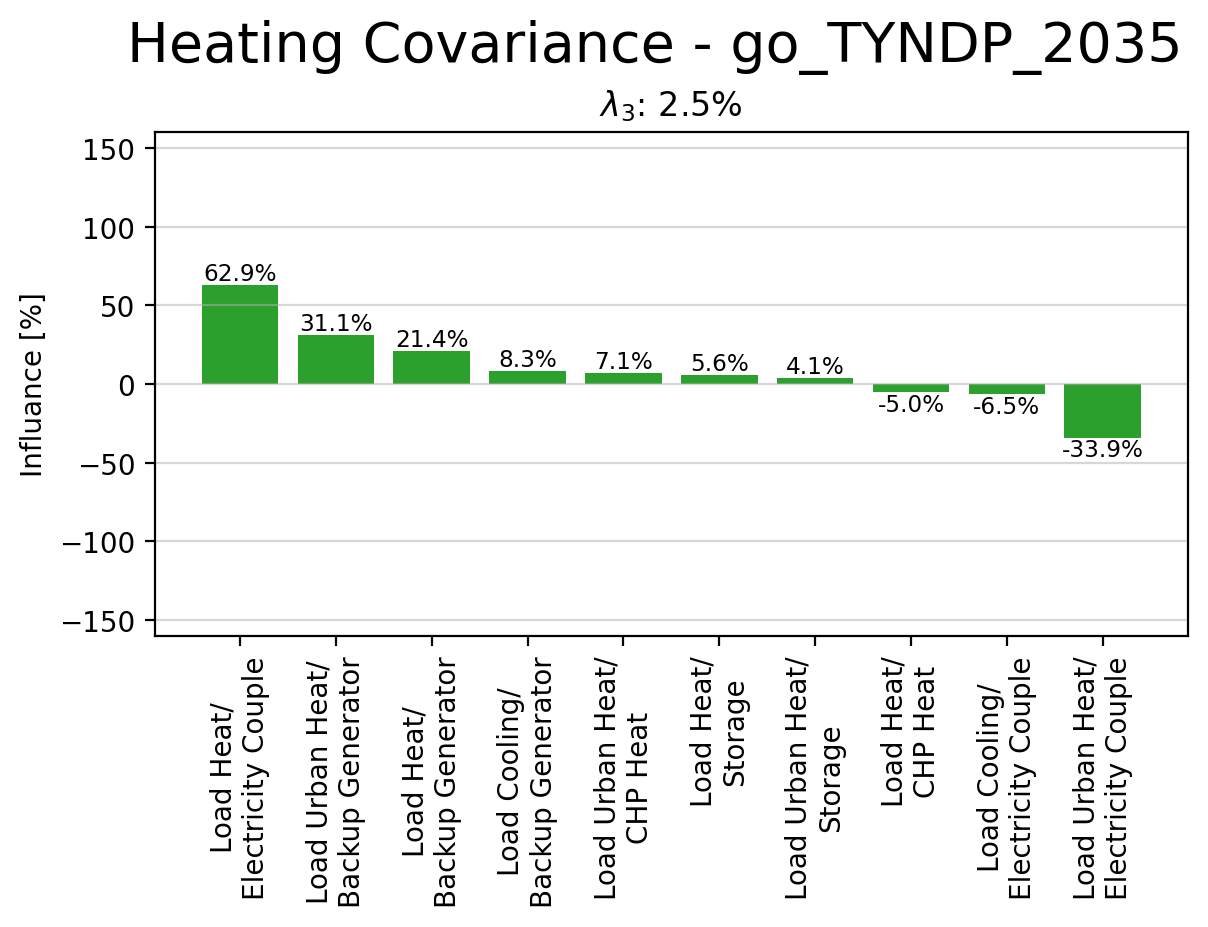 Heating Covariance - go_TYNDP_2035
λ3: 2.5%
Influance [%]
150
100
50
0
−50
−100
−150
62.9%
31.1%
21.4%
8.3%
7.1%
5.6%
4.1%
-5.0%
-6.5%
-33.9%
Load Heat/
Electricity Couple
Load Urban Heat/
Backup Generator
Load Heat/
Backup Generator
Load Cooling/
Backup Generator
Load Urban Heat/
CHP Heat
Load Heat/
Storage
Load Urban Heat/
Storage
Load Heat/
CHP Heat
Load Cooling/
Electricity Couple
Load Urban Heat/
Electricity Couple